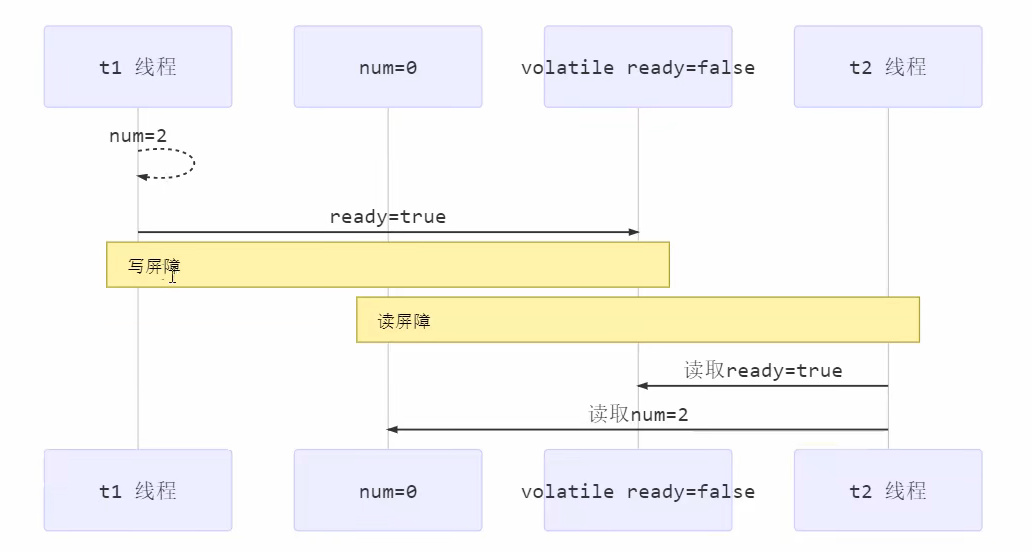 t1 线程
num=0
volatile ready=false
t2 线程
num=2
ready=true
写屏障
读屏障
读取ready=true
读取num=2
t1 线程
num=0
volatile ready=false
t2 线程